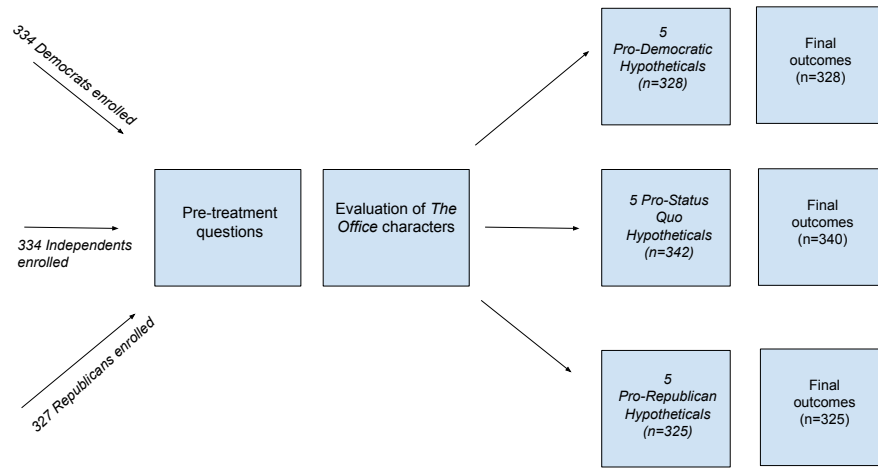 334 Democrats enrolled
334 Independents
enrolled
327 Republicans enrolled
Pre-treatment
questions
Evaluation of The
Office characters
5
Pro-Democratic
Hypotheticals
(n=328)
Final
outcomes
(n=328)
5 Pro-Status
Quo
Hypotheticals
(n=342)
Final
outcomes
(n=340)
5
Pro-Republican
Hypotheticals
(n=325)
Final
outcomes
(n=325)